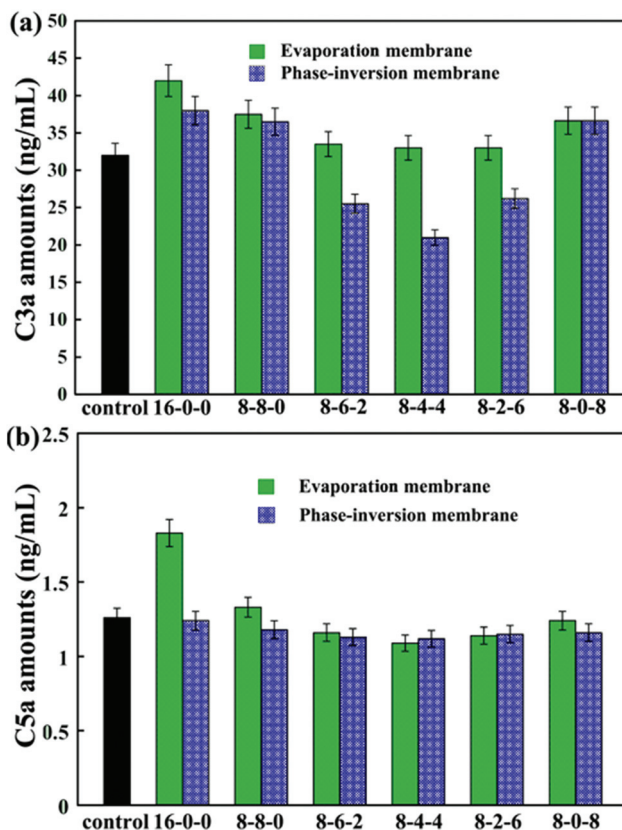 (a)
50
45
40
35
30
25
20
15
10
5
0
C3a amounts (ng/mL)
Evaporation membrane
Phase-inversion membrane
control 16-0-0 8-8-0 8-6-2 8-4-4 8-2-6 8-0-8
(b)
2.5
2
1.5
1
0.5
0
C5a amounts (ng/mL)
Evaporation membrane
Phase-inversion membrane
control 16-0-0 8-8-0 8-6-2 8-4-4 8-2-6 8-0-8